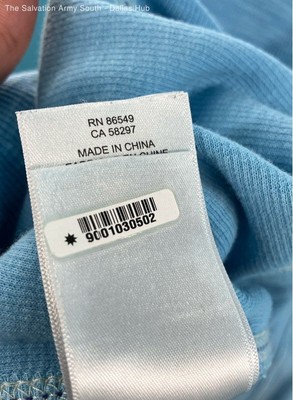 The Salvation Army South - Dallas Hub
RN 86549
CA 58297
MADE IN CHINA
9001030502